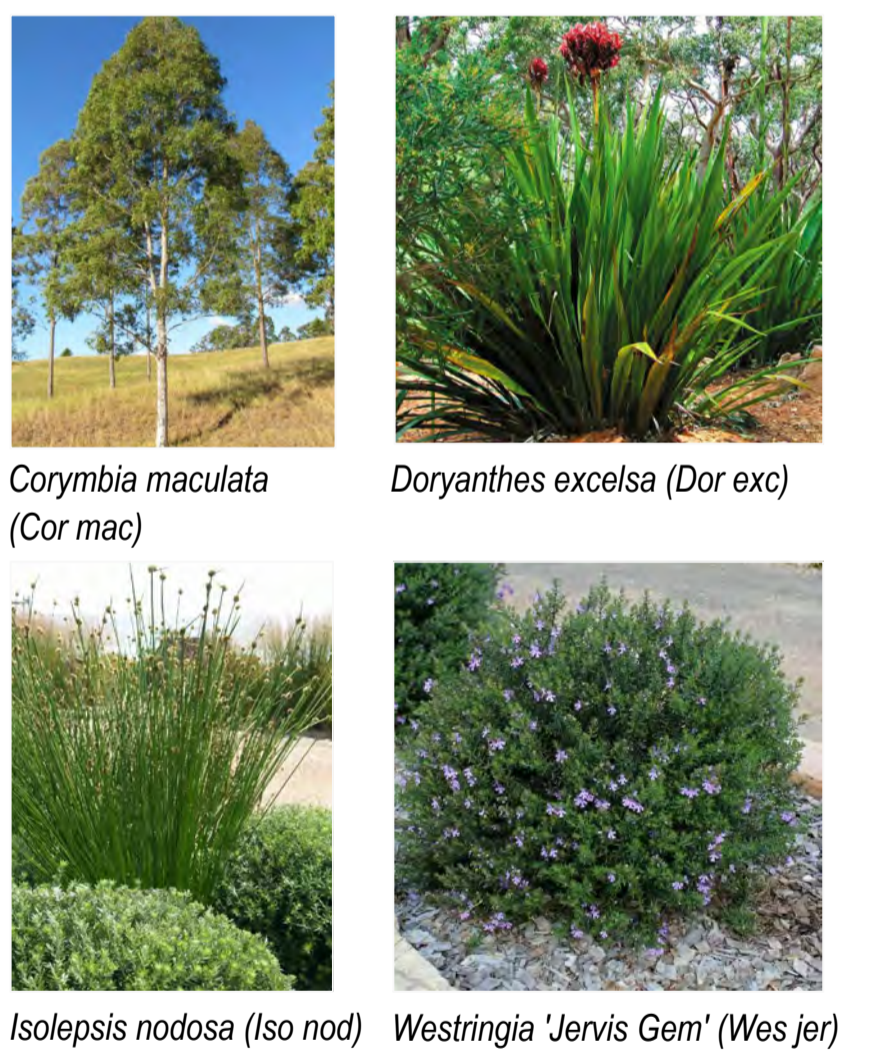 Corymbia maculata
(Cor mac)
Doryanthes excelsa (Dor exc)
Isolepsis nodosa (Iso nod)
Westringia 'Jervis Gem' (Wes jer)